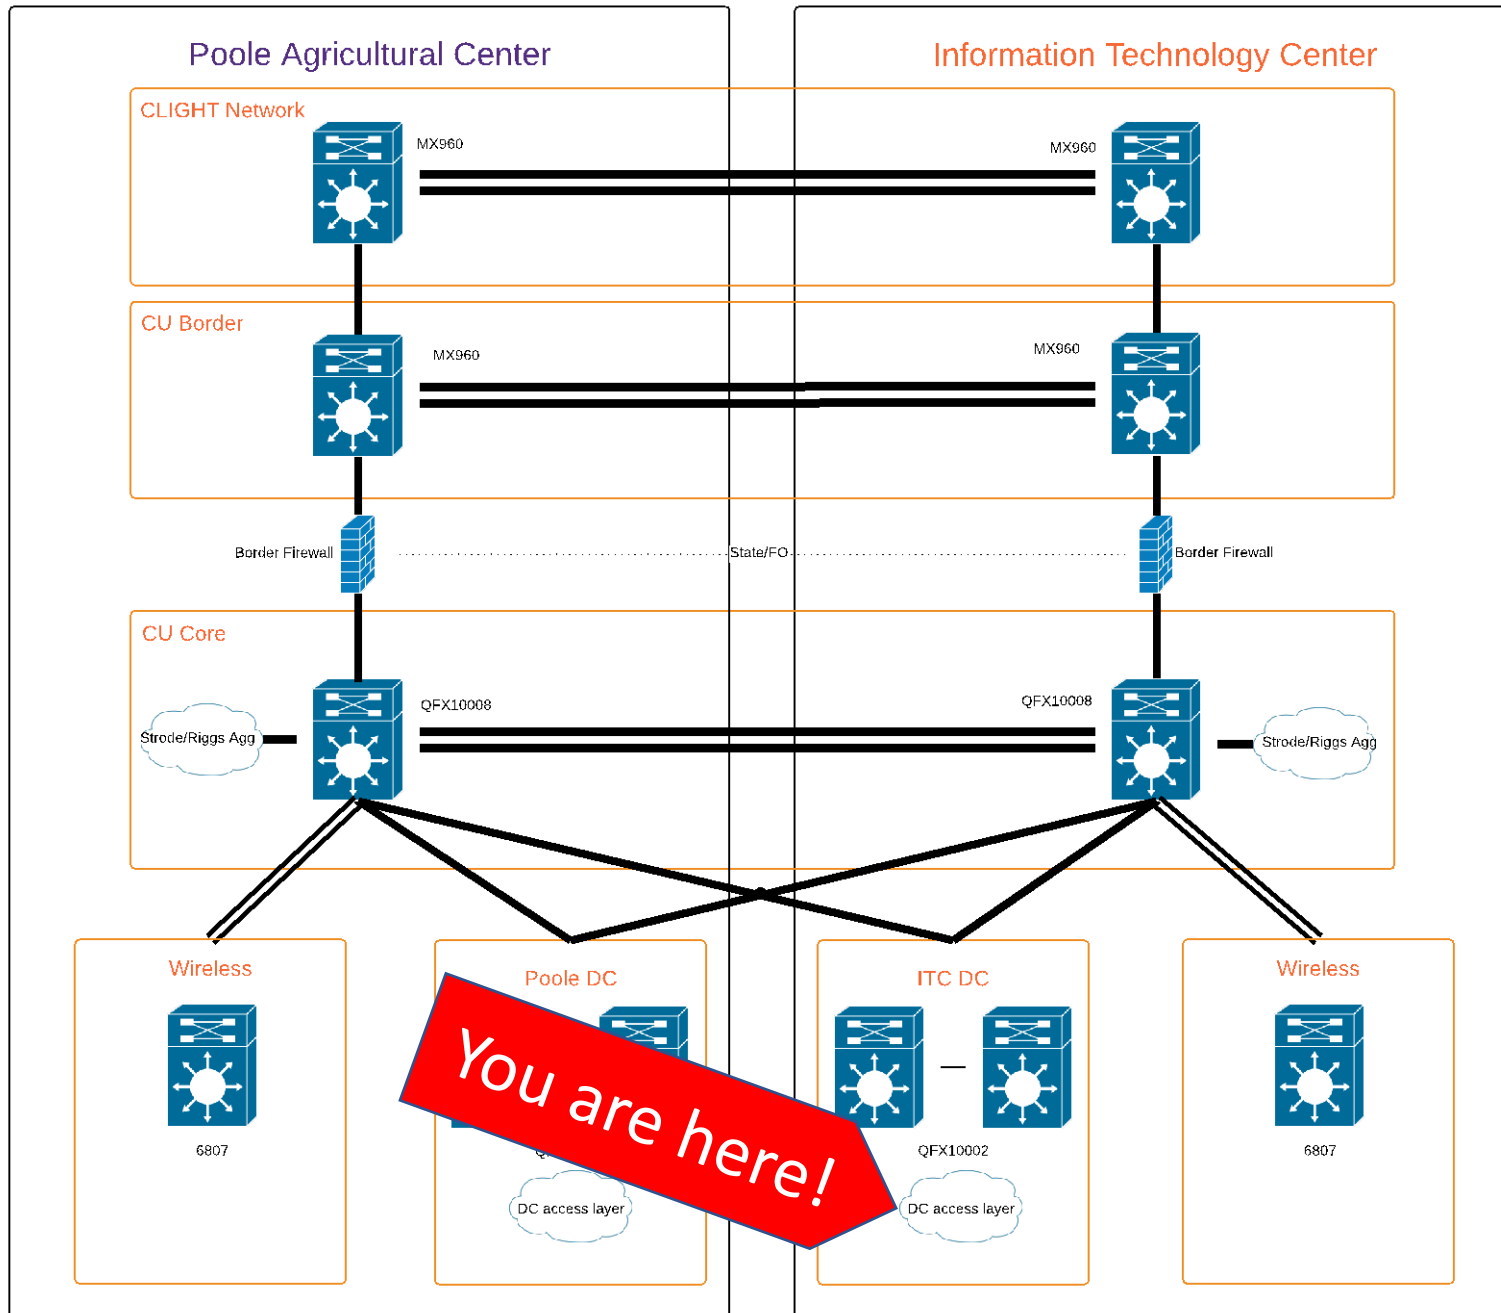 Poole Agricultural Center
Information Technology Center
CLIGHT Network
MX960
MX960
CU Border
MX960
MX960
Border Firewall
State/FO
Border Firewall
CU Core
QFX10008
QFX10008
Strode/Riggs Agg
Strode/Riggs Agg
Wireless
Poole DC
ITC DC
Wireless
You are here!
6807
QFX10002
6807
DC access layer
DC access layer